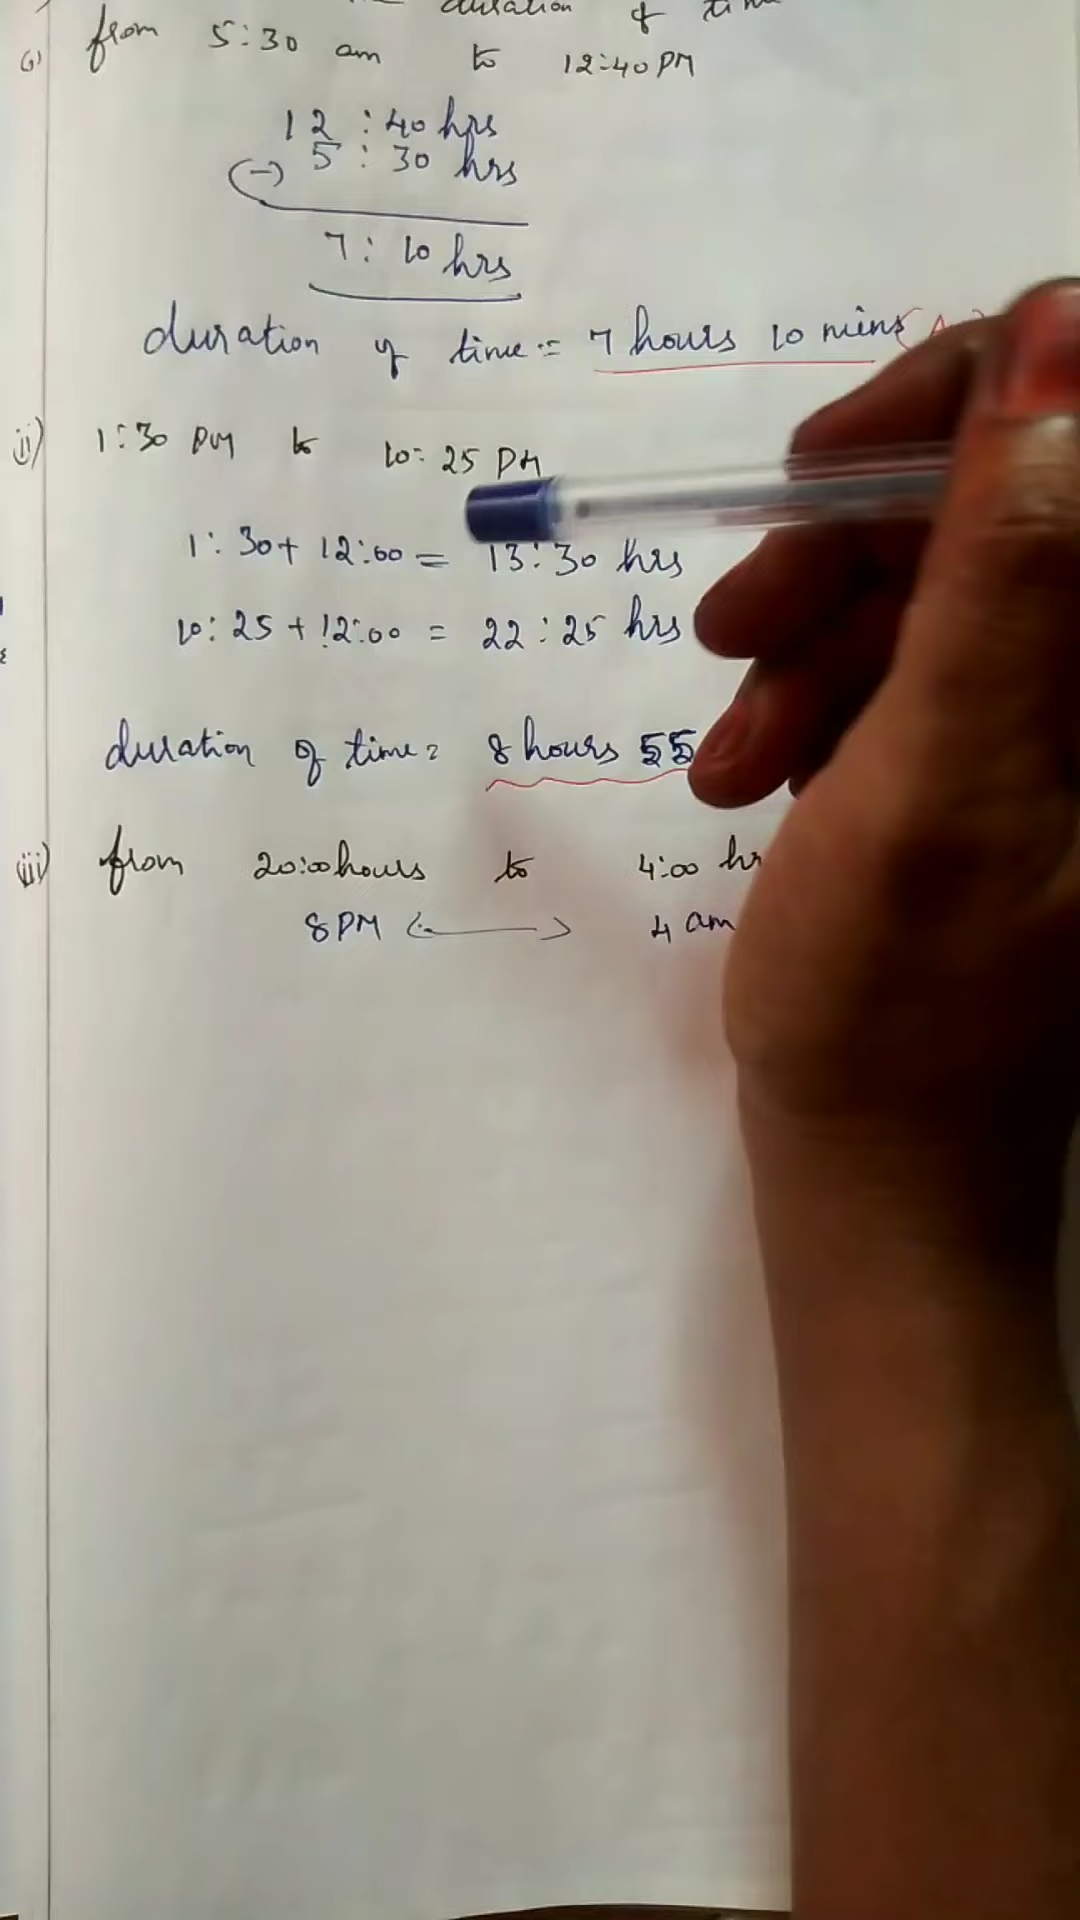 duration of
(i) from 5:30 am to 12:40 PM
12:40 hrs
(-) 5:30 hrs
7:10 hrs
duration of time = 7 hours 10 mins
ii) 1:30 PM to 10:25 PM
1:30 + 12:00 = 13:30 hrs
10:25 + 12:00 = 22:25 hrs
duration of time = 8 hours 55
iii) from 20:00 hours to 4:00 hr
8 PM ↔ 4 am